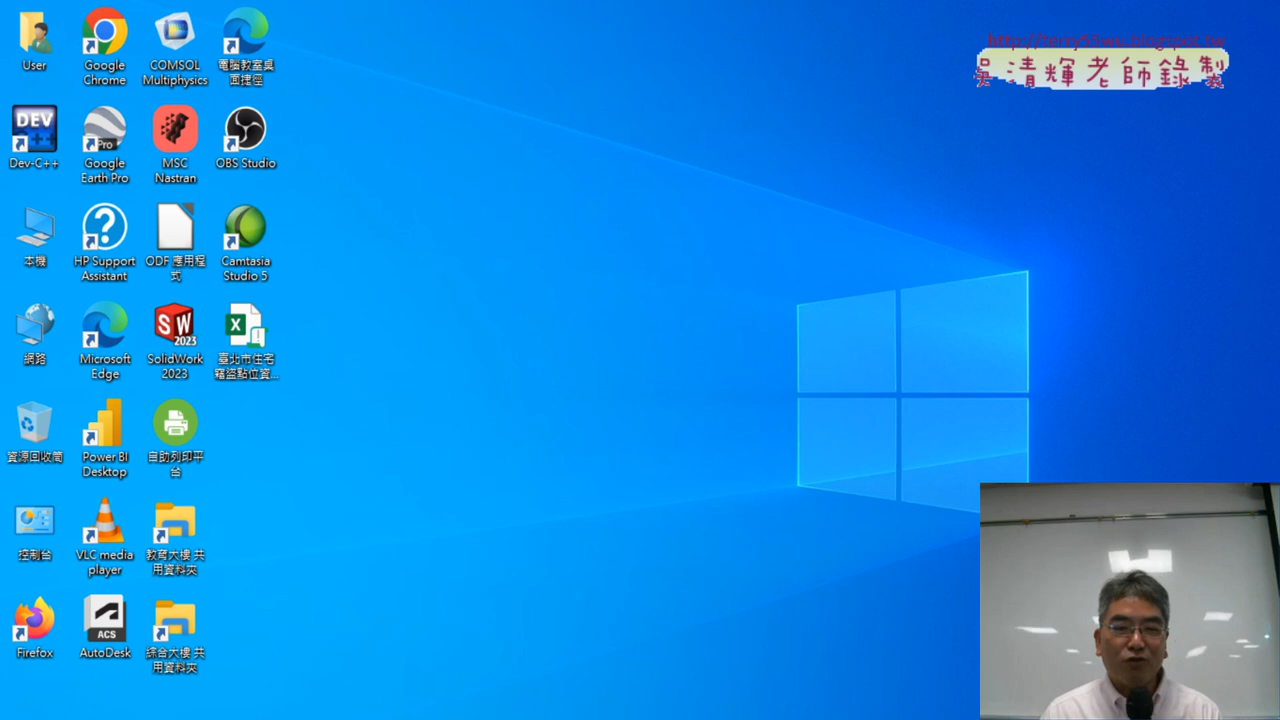 User
Google
Chrome
COMSOL
Multiphysics
電腦教室桌
面捷徑
DEV
C++
Dev-C++
Pro
Google
Earth Pro
MSC
Nastran
OBS Studio
本機
HP Support
Assistant
ODF 應用程
式
Camtasia
Studio 5
網路
Microsoft
Edge
SW
2023
SolidWork
2023
X
臺北市住宅
竊盜點位資...
資源回收筒
Power BI
Desktop
自助列印平
台
控制台
VLC media
player
教育大樓 共
用資料夾
Firefox
ACS
AutoDesk
綜合大樓 共
用資料夾
http://terry55wu.blogspot.tw
吳清輝老師錄製